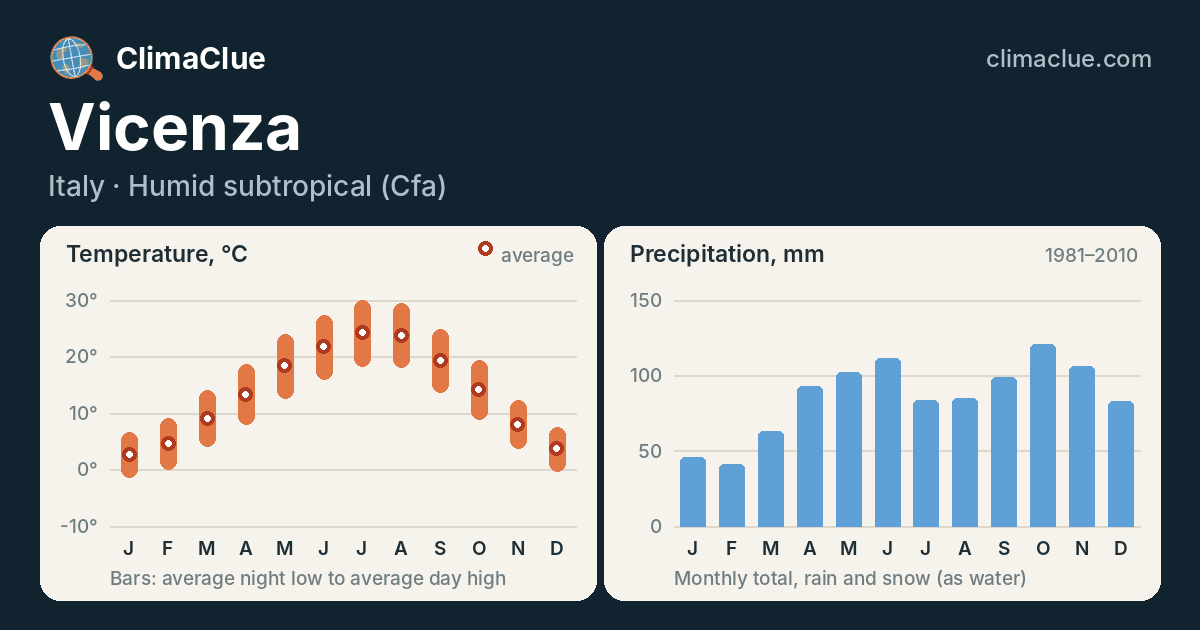 ClimaClue
climaclue.com
Vicenza
Italy · Humid subtropical (Cfa)
Temperature, °C
average
30°
20°
10°
0°
-10°
J F M A M J J A S O N D
Bars: average night low to average day high
Precipitation, mm
1981–2010
150
100
50
0
J F M A M J J A S O N D
Monthly total, rain and snow (as water)